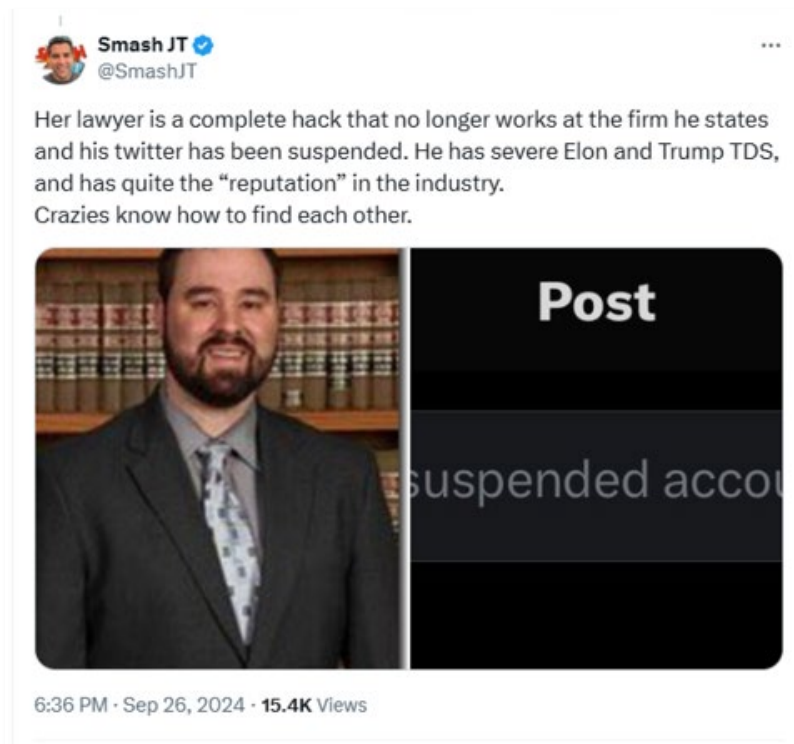 Smash JT
@SmashJT
Her lawyer is a complete hack that no longer works at the firm he states
and his twitter has been suspended. He has severe Elon and Trump TDS,
and has quite the “reputation” in the industry.
Crazies know how to find each other.
Post
suspended accou
6:36 PM · Sep 26, 2024 · 15.4K Views